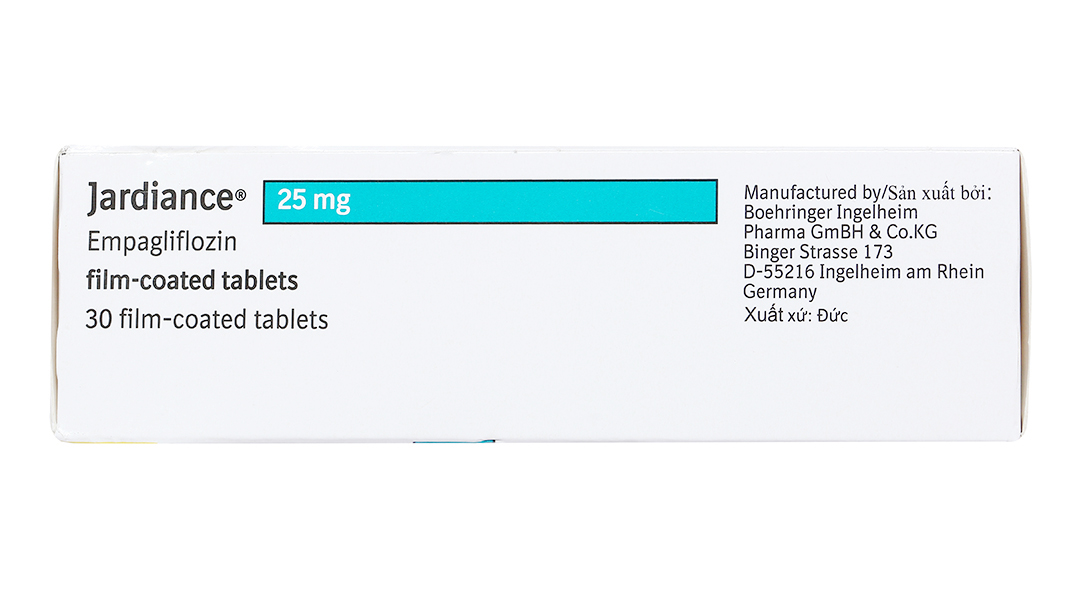 Jardiance® 25 mg
Empagliflozin
film-coated tablets
30 film-coated tablets
Manufactured by/Sản xuất bởi:
Boehringer Ingelheim
Pharma GmBH & Co.KG
Binger Strasse 173
D-55216 Ingelheim am Rhein
Germany
Xuất xứ: Đức